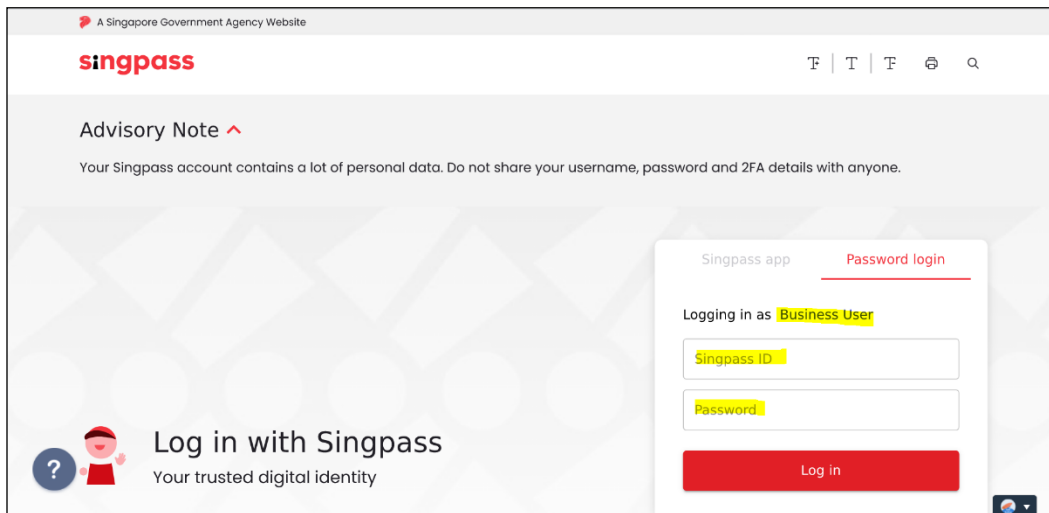 A Singapore Government Agency Website
singpass
T+ | T | T-
Advisory Note
Your Singpass account contains a lot of personal data. Do not share your username, password and 2FA details with anyone.
Singpass app Password login
Logging in as Business User
Singpass ID
Password
Log in
Log in with Singpass
Your trusted digital identity
?